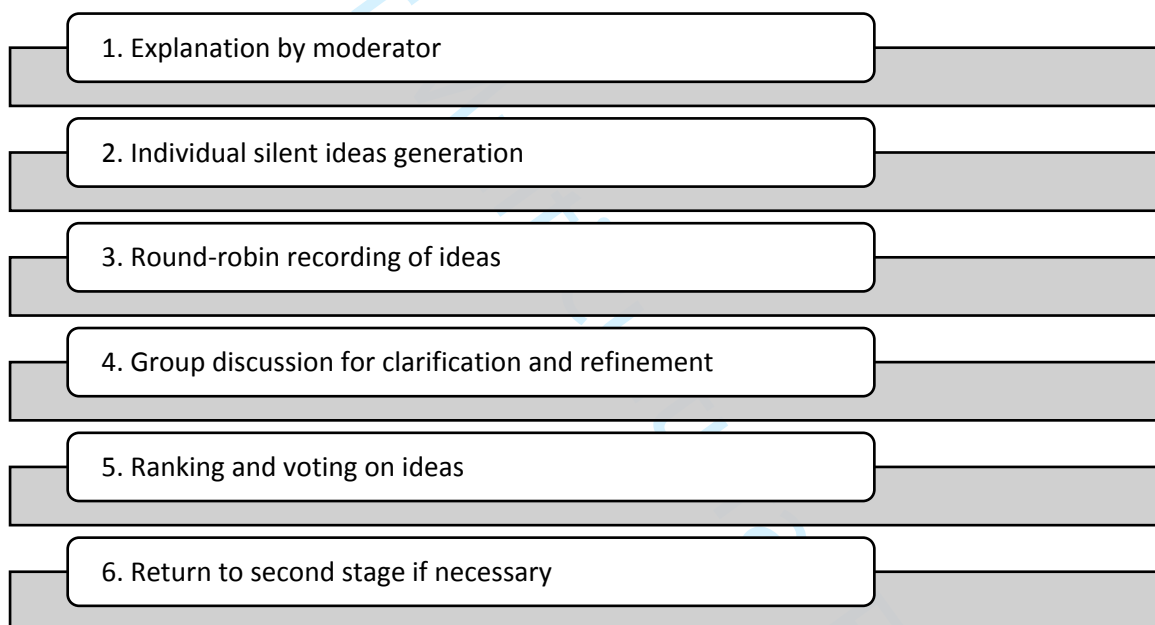 1. Explanation by moderator
2. Individual silent ideas generation
3. Round-robin recording of ideas
4. Group discussion for clarification and refinement
5. Ranking and voting on ideas
6. Return to second stage if necessary